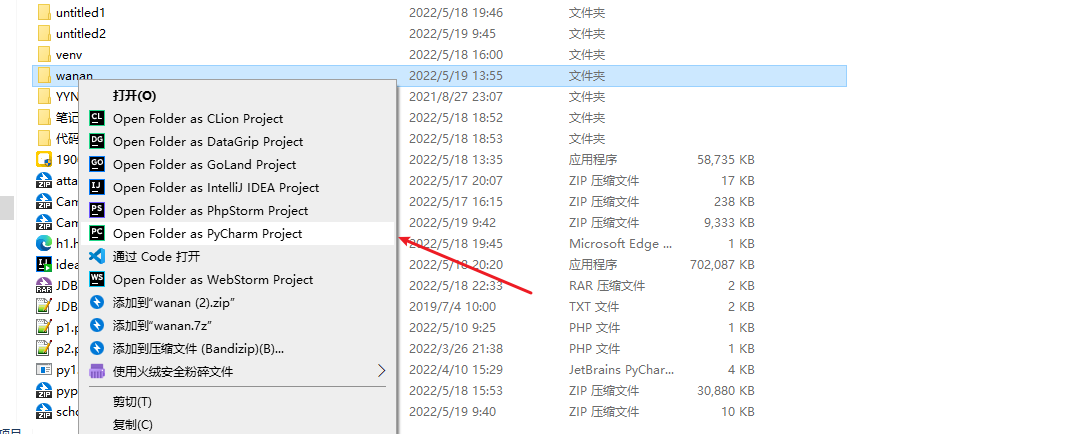 untitled1 2022/5/18 19:46 文件夹
untitled2 2022/5/19 9:45 文件夹
venv 2022/5/18 16:00 文件夹
wanan 2022/5/19 13:55 文件夹
YYN 2021/8/27 23:07 文件夹
笔记 2022/5/18 18:52 文件夹
代码 2022/5/18 18:53 文件夹
190 2022/5/18 13:35 应用程序 58,735 KB
atta 2022/5/17 20:07 ZIP 压缩文件 17 KB
Cam 2022/5/17 16:15 ZIP 压缩文件 238 KB
Cam 2022/5/19 9:42 ZIP 压缩文件 9,333 KB
h1.h 2022/5/18 19:45 Microsoft Edge ... 1 KB
idea 2022/5/18 20:20 应用程序 702,087 KB
JDB 2022/5/18 22:33 RAR 压缩文件 2 KB
JDB 2019/7/4 10:00 TXT 文件 2 KB
p1.p 2022/5/10 9:25 PHP 文件 1 KB
p2.p 2022/3/26 21:38 PHP 文件 1 KB
py1. 2022/4/10 15:29 JetBrains PyChar... 4 KB
pyp 2022/5/18 15:53 ZIP 压缩文件 30,880 KB
scho 2022/5/19 9:40 ZIP 压缩文件 10 KB
打开(O)
Open Folder as CLion Project
Open Folder as DataGrip Project
Open Folder as GoLand Project
Open Folder as IntelliJ IDEA Project
Open Folder as PhpStorm Project
Open Folder as PyCharm Project
通过 Code 打开
Open Folder as WebStorm Project
添加到"wanan (2).zip"
添加到"wanan.7z"
添加到压缩文件 (Bandizip)(B)...
使用火绒安全粉碎文件
剪切(T)
复制(C)